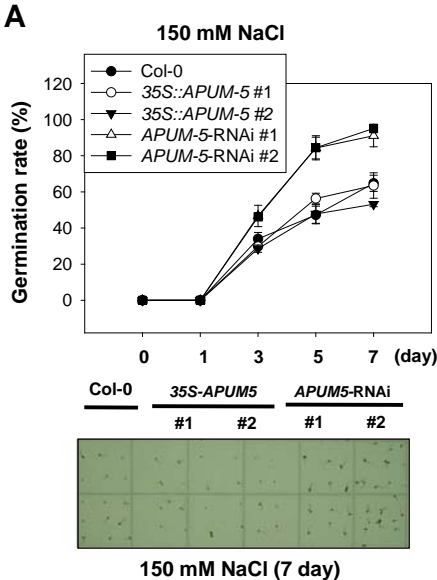 A
150 mM NaCl
Germination rate (%)
120
100
80
60
40
20
0
Col-0
35S::APUM-5 #1
35S::APUM-5 #2
APUM-5-RNAi #1
APUM-5-RNAi #2
0 1 3 5 7 (day)
Col-0 35S-APUM5 APUM5-RNAi
#1 #2 #1 #2
150 mM NaCl (7 day)